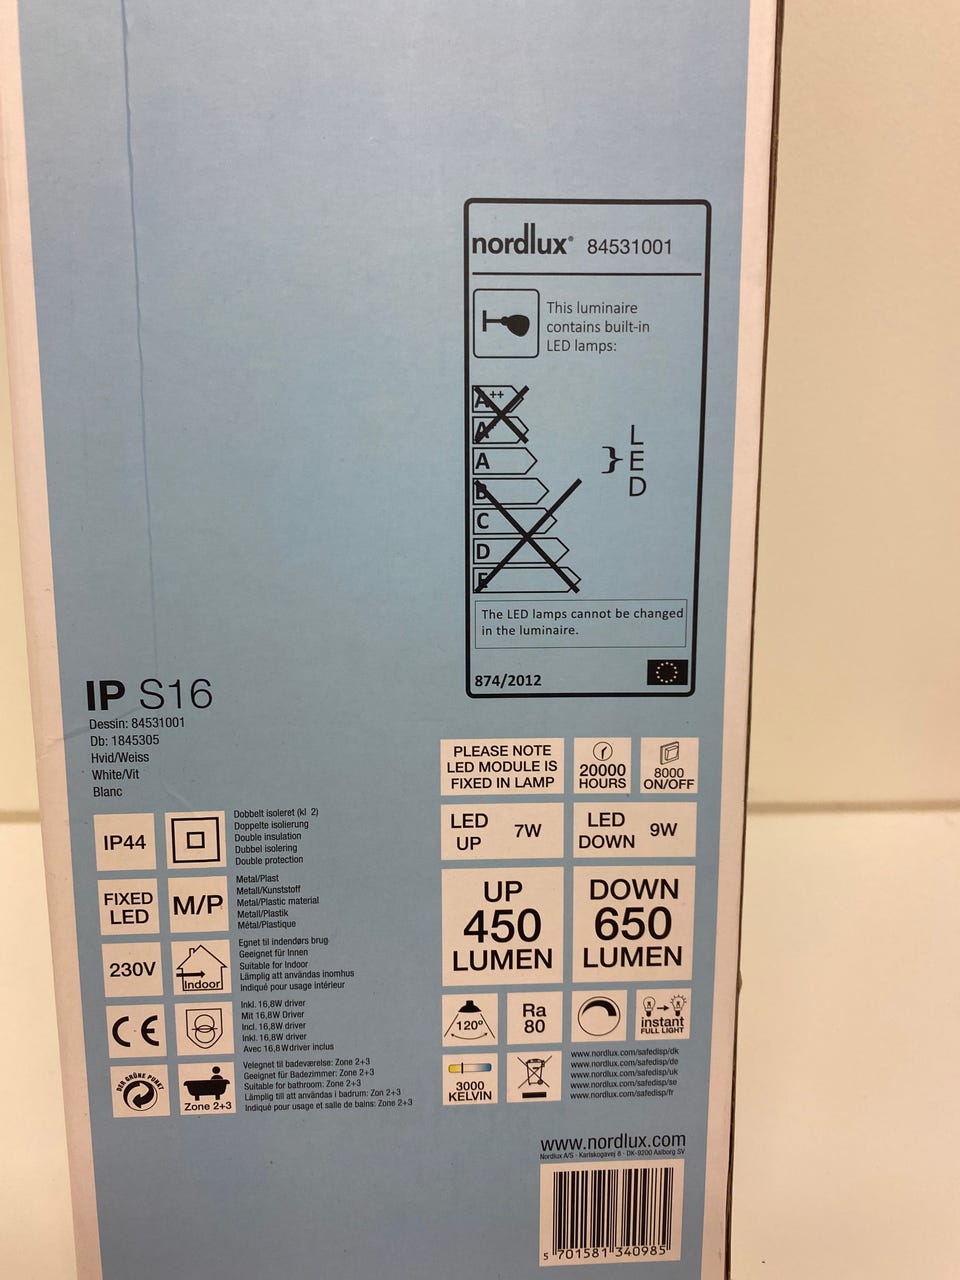 nordlux® 84531001
This luminaire
contains built-in
LED lamps:
A++
A+
A
B
C
D
E
L
E
D
The LED lamps cannot be changed
in the luminaire.
874/2012
IP S16
Dessin: 84531001
Db: 1845305
Hvid/Weiss
White/Vit
Blanc
IP44
Dobbelt isoleret (kl 2)
Doppelte isolierung
Double insulation
Dubbel isolering
Double protection
FIXED
LED
M/P
Metal/Plast
Metall/Kunststoff
Metal/Plastic material
Metall/Plastik
Métal/Plastique
230V
Indoor
Egnet til indendørs brug
Geeignet für Innen
Suitable for Indoor
Lämplig att användas inomhus
Indiqué pour usage intérieur
CE
Inkl. 16,8W driver
Mit 16,8W Driver
Incl. 16,8W driver
Inkl. 16,8W driver
Avec 16,8Wdriver inclus
DER GRÜNE PUNKT
Zone 2+3
Velegnet til badeværelse: Zone 2+3
Geeignet für Badezimmer: Zone 2+3
Suitable for bathroom: Zone 2+3
Lämplig till att användas i badrum: Zon 2+3
Indiqué pour usage et salle de bains: Zone 2+3
PLEASE NOTE
LED MODULE IS
FIXED IN LAMP
20000
HOURS
8000
ON/OFF
LED
UP
7W
LED
DOWN
9W
UP
450
LUMEN
DOWN
650
LUMEN
120º
Ra
80
instant
FULL LIGHT
3000
KELVIN
www.nordlux.com/safedisp/dk
www.nordlux.com/safedisp/de
www.nordlux.com/safedisp/uk
www.nordlux.com/safedisp/se
www.nordlux.com/safedisp/fr
www.nordlux.com
Nordlux A/S - Karlskogavej 8 - DK-9200 Aalborg SV
5 701581 340985